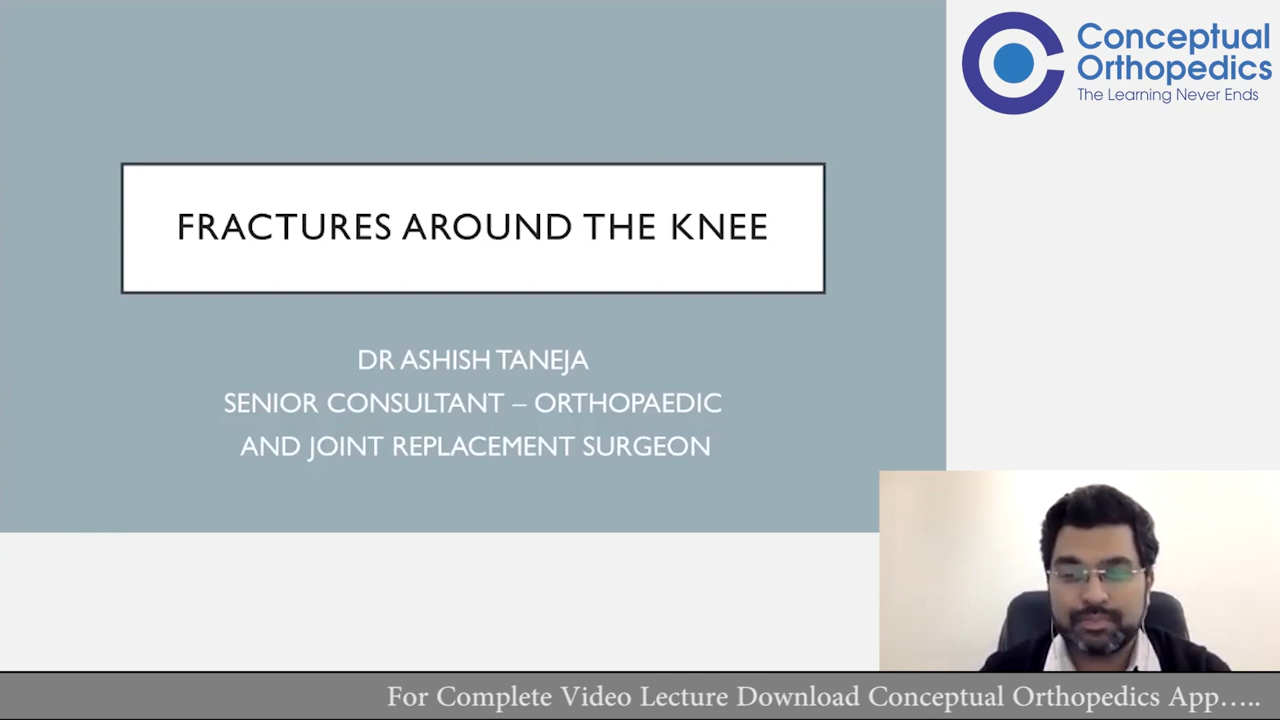 Conceptual
Orthopedics
The Learning Never Ends
FRACTURES AROUND THE KNEE
DR ASHISH TANEJA
SENIOR CONSULTANT – ORTHOPAEDIC
AND JOINT REPLACEMENT SURGEON
For Complete Video Lecture Download Conceptual Orthopedics App…..